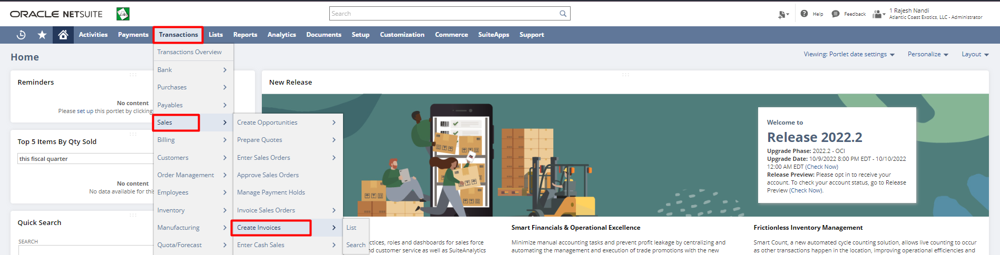 ORACLE NETSUITE
Search
Help
Feedback
1 Rajesh Nandi
Atlantic Coast Exotics, LLC - Administrator
Activities
Payments
Transactions
Lists
Reports
Analytics
Documents
Setup
Customization
Commerce
SuiteApps
Support
Home
Viewing: Portlet date settings
Personalize
Layout
Transactions Overview
Bank
Purchases
Payables
Sales
Billing
Customers
Order Management
Employees
Inventory
Manufacturing
Quota/Forecast
Create Opportunities
Prepare Quotes
Enter Sales Orders
Approve Sales Orders
Manage Payment Holds
Invoice Sales Orders
Create Invoices
Enter Cash Sales
List
Search
Reminders
No content
Please set up this portlet by clicking
Top 5 Items By Qty Sold
this fiscal quarter
No content
No data available for this
Quick Search
SEARCH
New Release
Welcome to
Release 2022.2
Upgrade Phase: 2022.2 - OCI
Upgrade Date: 10/9/2022 8:00 PM EDT - 10/10/2022
12:00 AM EDT (Check Now)
Release Preview: Please opt in to receive your
account. To check your account status, go to Release
Preview (Check Now).
ctices, roles and dashboards for sales force
nd customer service as well as SuiteAnalytics
Smart Financials & Operational Excellence
Minimize manual accounting tasks and prevent profit leakage by centralizing and
automating the management and execution of trade promotions with the new
Frictionless Inventory Management
Smart Count, a new automated cycle counting solution, allows live counting to occur
as other transactions happen in the location, improving operational efficiencies and